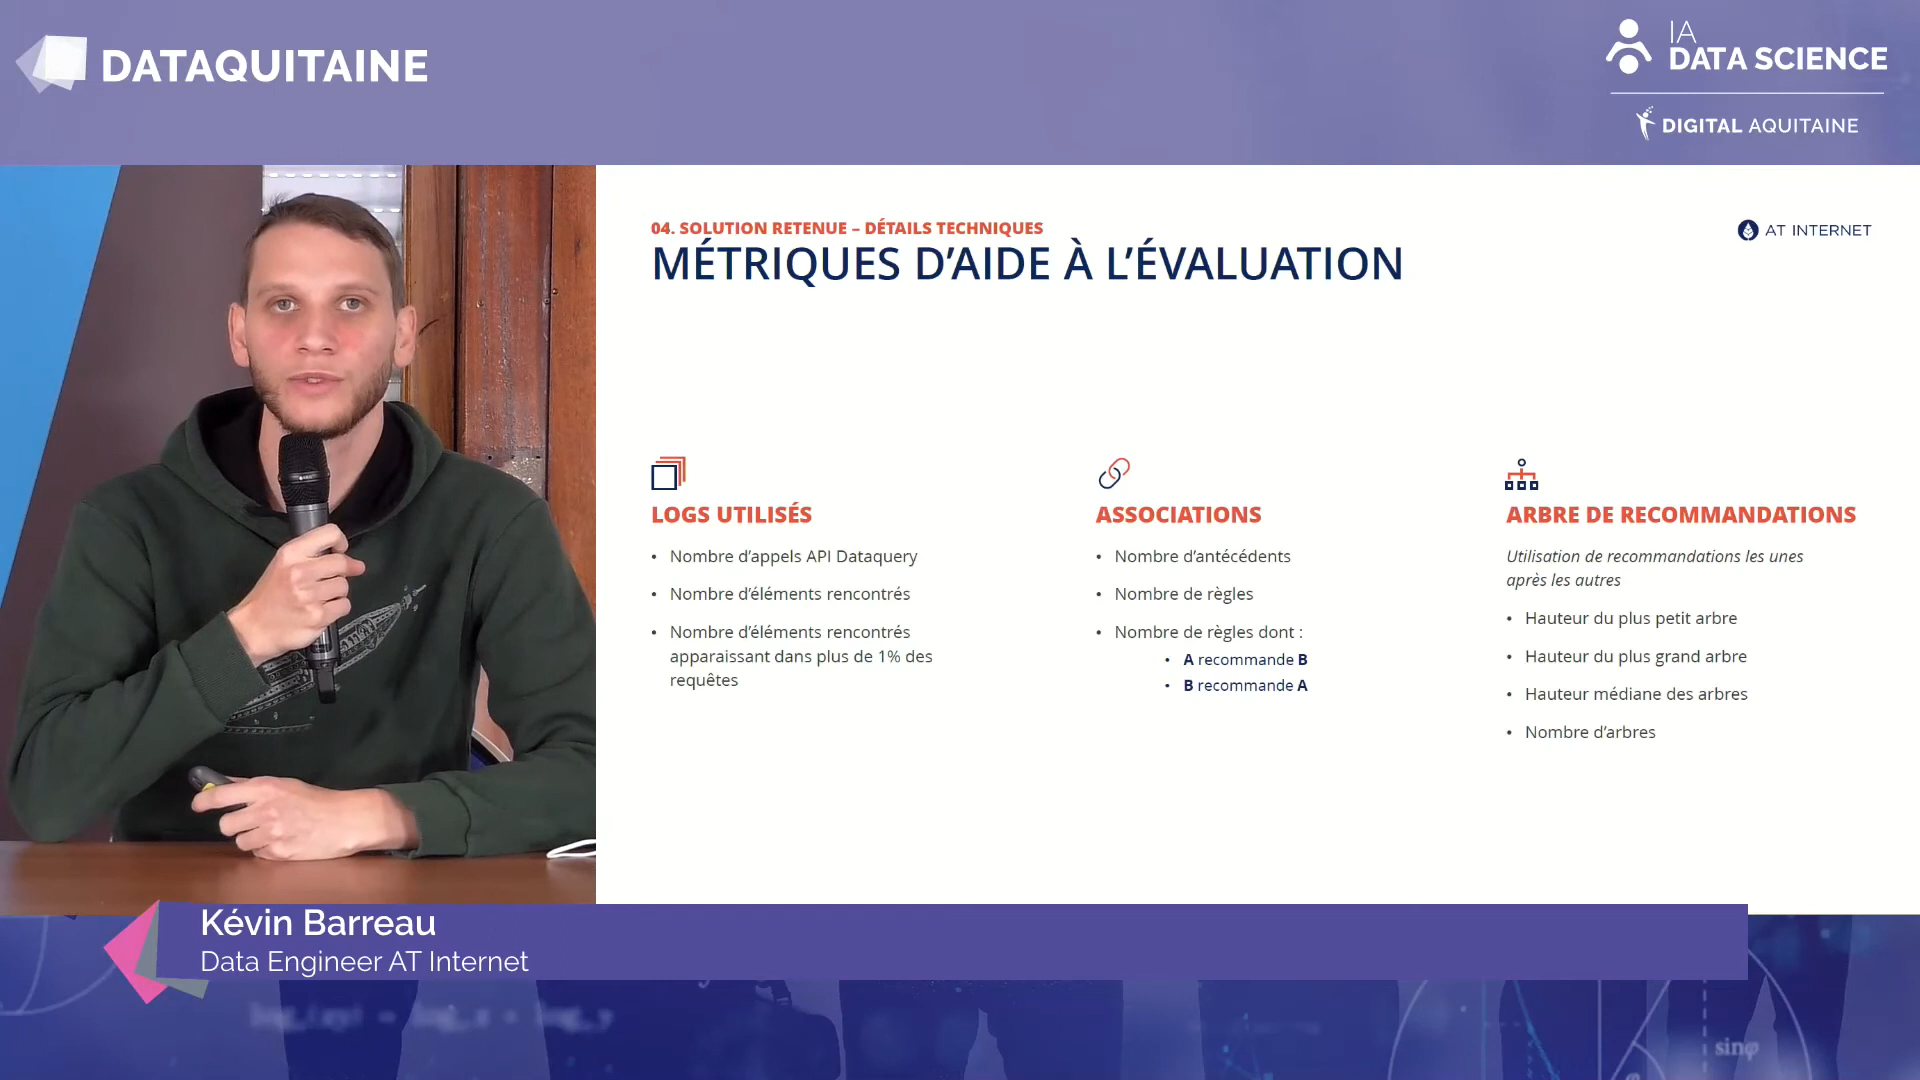 DATAQUITAINE
IA
DATA SCIENCE
DIGITAL AQUITAINE
04. SOLUTION RETENUE – DÉTAILS TECHNIQUES
AT INTERNET
MÉTRIQUES D’AIDE À L’ÉVALUATION
LOGS UTILISÉS
• Nombre d’appels API Dataquery
• Nombre d’éléments rencontrés
• Nombre d’éléments rencontrés
apparaissant dans plus de 1% des
requêtes
ASSOCIATIONS
• Nombre d’antécédents
• Nombre de règles
• Nombre de règles dont :
• A recommande B
• B recommande A
ARBRE DE RECOMMANDATIONS
Utilisation de recommandations les unes
après les autres
• Hauteur du plus petit arbre
• Hauteur du plus grand arbre
• Hauteur médiane des arbres
• Nombre d’arbres
Kévin Barreau
Data Engineer AT Internet
sinφ